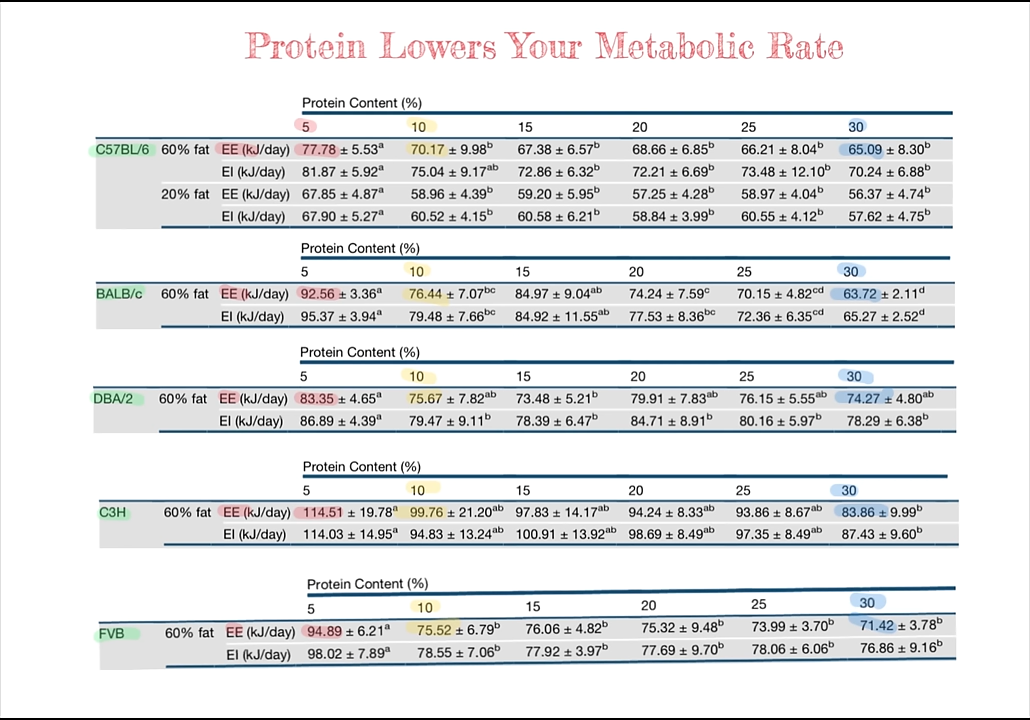 Protein Lowers Your Metabolic Rate
Protein Content (%)
5 10 15 20 25 30
C57BL/6 60% fat EE (kJ/day) 77.78 ± 5.53ᵃ 70.17 ± 9.98ᵇ 67.38 ± 6.57ᵇ 68.66 ± 6.85ᵇ 66.21 ± 8.04ᵇ 65.09 ± 8.30ᵇ
EI (kJ/day) 81.87 ± 5.92ᵃ 75.04 ± 9.17ᵃᵇ 72.86 ± 6.32ᵇ 72.21 ± 6.69ᵇ 73.48 ± 12.10ᵇ 70.24 ± 6.88ᵇ
20% fat EE (kJ/day) 67.85 ± 4.87ᵃ 58.96 ± 4.39ᵇ 59.20 ± 5.95ᵇ 57.25 ± 4.28ᵇ 58.97 ± 4.04ᵇ 56.37 ± 4.74ᵇ
EI (kJ/day) 67.90 ± 5.27ᵃ 60.52 ± 4.15ᵇ 60.58 ± 6.21ᵇ 58.84 ± 3.99ᵇ 60.55 ± 4.12ᵇ 57.62 ± 4.75ᵇ
Protein Content (%)
5 10 15 20 25 30
BALB/c 60% fat EE (kJ/day) 92.56 ± 3.36ᵃ 76.44 ± 7.07ᵇᶜ 84.97 ± 9.04ᵃᵇ 74.24 ± 7.59ᶜ 70.15 ± 4.82ᶜᵈ 63.72 ± 2.11ᵈ
EI (kJ/day) 95.37 ± 3.94ᵃ 79.48 ± 7.66ᵇᶜ 84.92 ± 11.55ᵃᵇ 77.53 ± 8.36ᵇᶜ 72.36 ± 6.35ᶜᵈ 65.27 ± 2.52ᵈ
Protein Content (%)
5 10 15 20 25 30
DBA/2 60% fat EE (kJ/day) 83.35 ± 4.65ᵃ 75.67 ± 7.82ᵃᵇ 73.48 ± 5.21ᵇ 79.91 ± 7.83ᵃᵇ 76.15 ± 5.55ᵃᵇ 74.27 ± 4.80ᵃᵇ
EI (kJ/day) 86.89 ± 4.39ᵃ 79.47 ± 9.11ᵇ 78.39 ± 6.47ᵇ 84.71 ± 8.91ᵇ 80.16 ± 5.97ᵇ 78.29 ± 6.38ᵇ
Protein Content (%)
5 10 15 20 25 30
C3H 60% fat EE (kJ/day) 114.51 ± 19.78ᵃ 99.76 ± 21.20ᵃᵇ 97.83 ± 14.17ᵃᵇ 94.24 ± 8.33ᵃᵇ 93.86 ± 8.67ᵃᵇ 83.86 ± 9.99ᵇ
EI (kJ/day) 114.03 ± 14.95ᵃ 94.83 ± 13.24ᵃᵇ 100.91 ± 13.92ᵃᵇ 98.69 ± 8.49ᵃᵇ 97.35 ± 8.49ᵃᵇ 87.43 ± 9.60ᵇ
Protein Content (%)
5 10 15 20 25 30
FVB 60% fat EE (kJ/day) 94.89 ± 6.21ᵃ 75.52 ± 6.79ᵇ 76.06 ± 4.82ᵇ 75.32 ± 9.48ᵇ 73.99 ± 3.70ᵇ 71.42 ± 3.78ᵇ
EI (kJ/day) 98.02 ± 7.89ᵃ 78.55 ± 7.06ᵇ 77.92 ± 3.97ᵇ 77.69 ± 9.70ᵇ 78.06 ± 6.06ᵇ 76.86 ± 9.16ᵇ